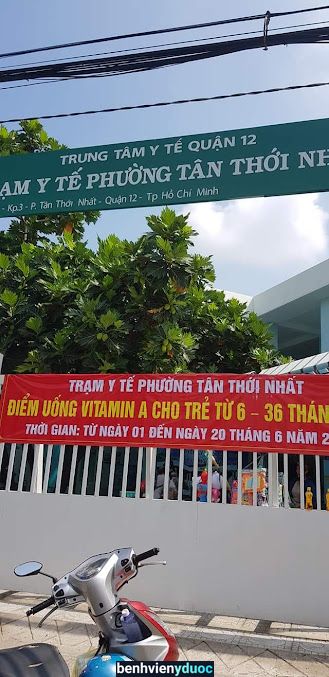 TRUNG TÂM Y TẾ QUẬN 12
TRẠM Y TẾ PHƯỜNG TÂN THỚI NH
Kp.3 - P. Tân Thới Nhất - Quận 12 - Tp Hồ Chí Minh
TRẠM Y TẾ PHƯỜNG TÂN THỚI NHẤT
ĐIỂM UỐNG VITAMIN A CHO TRẺ TỪ 6 - 36 THÁN
THỜI GIAN: TỪ NGÀY 01 ĐẾN NGÀY 20 THÁNG 6 NĂM 2
benhvienyduoc